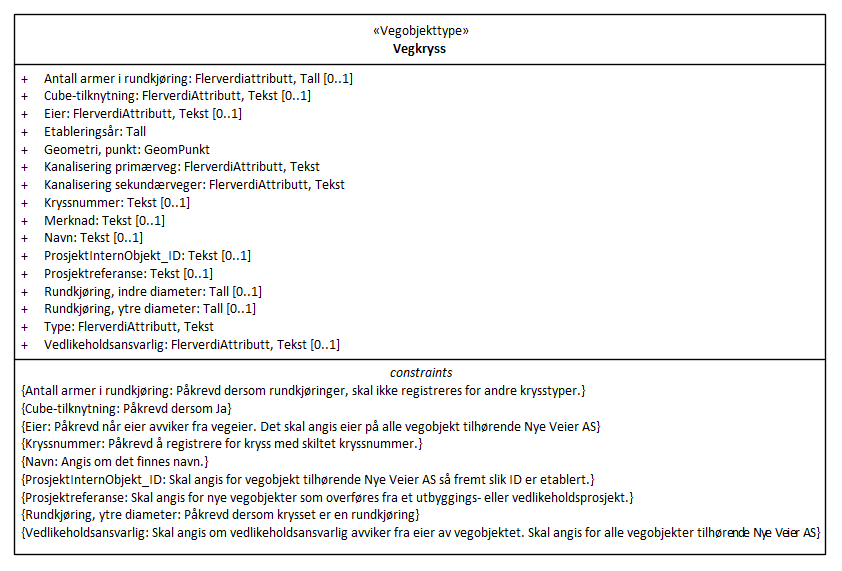 «Vegobjekttype»
Vegkryss
+ Antall armer i rundkjøring: Flerverdiattributt, Tall [0..1]
+ Cube-tilknytning: FlerverdiAttributt, Tekst [0..1]
+ Eier: FlerverdiAttributt, Tekst [0..1]
+ Etableringsår: Tall
+ Geometri, punkt: GeomPunkt
+ Kanalisering primærveg: FlerverdiAttributt, Tekst
+ Kanalisering sekundærveger: FlerverdiAttributt, Tekst
+ Kryssnummer: Tekst [0..1]
+ Merknad: Tekst [0..1]
+ Navn: Tekst [0..1]
+ ProsjektInternObjekt_ID: Tekst [0..1]
+ Prosjektreferanse: Tekst [0..1]
+ Rundkjøring, indre diameter: Tall [0..1]
+ Rundkjøring, ytre diameter: Tall [0..1]
+ Type: FlerverdiAttributt, Tekst
+ Vedlikeholdsansvarlig: FlerverdiAttributt, Tekst [0..1]
constraints
{Antall armer i rundkjøring: Påkrevd dersom rundkjøringer, skal ikke registreres for andre krysstyper.}
{Cube-tilknytning: Påkrevd dersom Ja}
{Eier: Påkrevd når eier avviker fra vegeier. Det skal angis eier på alle vegobjekt tilhørende Nye Veier AS}
{Kryssnummer: Påkrevd å registrere for kryss med skiltet kryssnummer.}
{Navn: Angis om det finnes navn.}
{ProsjektInternObjekt_ID: Skal angis for vegobjekt tilhørende Nye Veier AS så fremt slik ID er etablert.}
{Prosjektreferanse: Skal angis for nye vegobjekter som overføres fra et utbyggings- eller vedlikeholdsprosjekt.}
{Rundkjøring, ytre diameter: Påkrevd dersom krysset er en rundkjøring}
{Vedlikeholdsansvarlig: Skal angis om vedlikeholdsansvarlig avviker fra eier av vegobjektet. Skal angis for alle vegobjekter tilhørende Nye Veier AS}